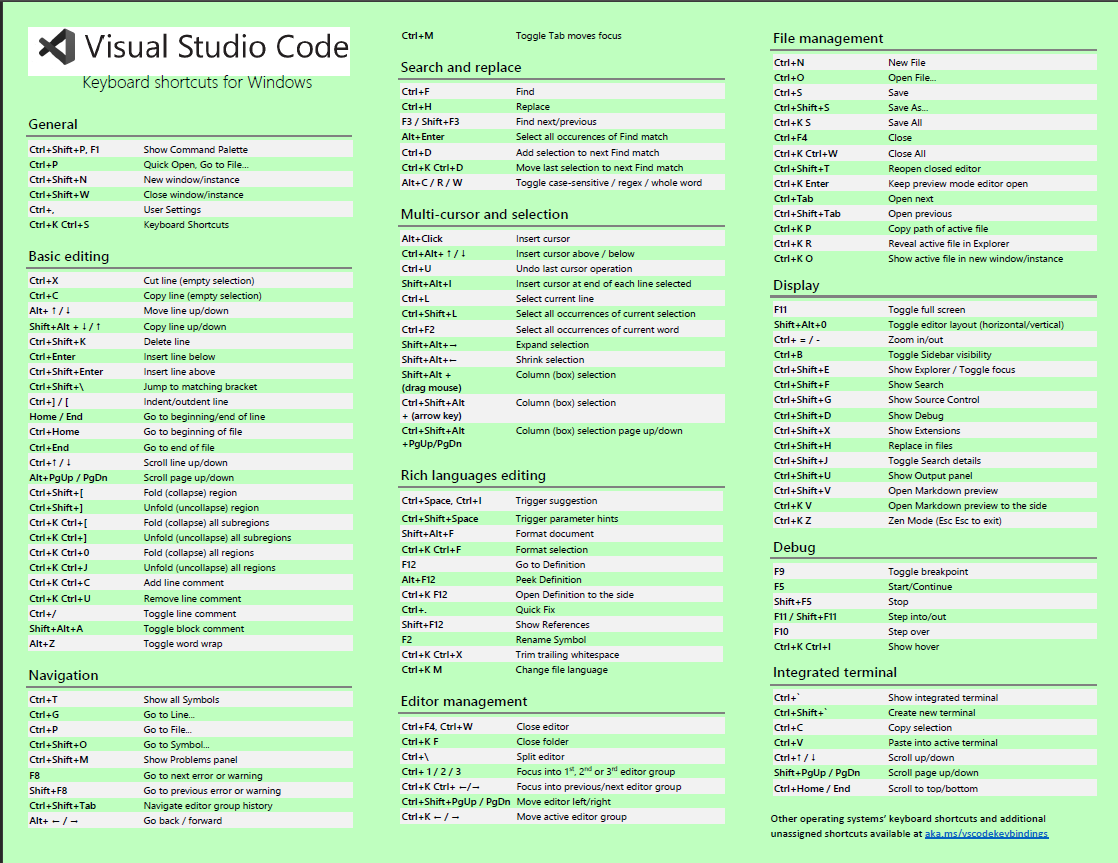 Visual Studio Code
Keyboard shortcuts for Windows
General
Ctrl+Shift+P, F1 Show Command Palette
Ctrl+P Quick Open, Go to File...
Ctrl+Shift+N New window/instance
Ctrl+Shift+W Close window/instance
Ctrl+, User Settings
Ctrl+K Ctrl+S Keyboard Shortcuts
Basic editing
Ctrl+X Cut line (empty selection)
Ctrl+C Copy line (empty selection)
Alt+ ↑ / ↓ Move line up/down
Shift+Alt + ↓ / ↑ Copy line up/down
Ctrl+Shift+K Delete line
Ctrl+Enter Insert line below
Ctrl+Shift+Enter Insert line above
Ctrl+Shift+\ Jump to matching bracket
Ctrl+] / [ Indent/outdent line
Home / End Go to beginning/end of line
Ctrl+Home Go to beginning of file
Ctrl+End Go to end of file
Ctrl+↑ / ↓ Scroll line up/down
Alt+PgUp / PgDn Scroll page up/down
Ctrl+Shift+[ Fold (collapse) region
Ctrl+Shift+] Unfold (uncollapse) region
Ctrl+K Ctrl+[ Fold (collapse) all subregions
Ctrl+K Ctrl+] Unfold (uncollapse) all subregions
Ctrl+K Ctrl+0 Fold (collapse) all regions
Ctrl+K Ctrl+J Unfold (uncollapse) all regions
Ctrl+K Ctrl+C Add line comment
Ctrl+K Ctrl+U Remove line comment
Ctrl+/ Toggle line comment
Shift+Alt+A Toggle block comment
Alt+Z Toggle word wrap
Navigation
Ctrl+T Show all Symbols
Ctrl+G Go to Line...
Ctrl+P Go to File...
Ctrl+Shift+O Go to Symbol...
Ctrl+Shift+M Show Problems panel
F8 Go to next error or warning
Shift+F8 Go to previous error or warning
Ctrl+Shift+Tab Navigate editor group history
Alt+ ← / → Go back / forward
Ctrl+M Toggle Tab moves focus
Search and replace
Ctrl+F Find
Ctrl+H Replace
F3 / Shift+F3 Find next/previous
Alt+Enter Select all occurences of Find match
Ctrl+D Add selection to next Find match
Ctrl+K Ctrl+D Move last selection to next Find match
Alt+C / R / W Toggle case-sensitive / regex / whole word
Multi-cursor and selection
Alt+Click Insert cursor
Ctrl+Alt+ ↑ / ↓ Insert cursor above / below
Ctrl+U Undo last cursor operation
Shift+Alt+I Insert cursor at end of each line selected
Ctrl+L Select current line
Ctrl+Shift+L Select all occurrences of current selection
Ctrl+F2 Select all occurrences of current word
Shift+Alt+→ Expand selection
Shift+Alt+← Shrink selection
Shift+Alt + Column (box) selection
(drag mouse)
Ctrl+Shift+Alt Column (box) selection
+ (arrow key)
Ctrl+Shift+Alt Column (box) selection page up/down
+PgUp/PgDn
Rich languages editing
Ctrl+Space, Ctrl+I Trigger suggestion
Ctrl+Shift+Space Trigger parameter hints
Shift+Alt+F Format document
Ctrl+K Ctrl+F Format selection
F12 Go to Definition
Alt+F12 Peek Definition
Ctrl+K F12 Open Definition to the side
Ctrl+. Quick Fix
Shift+F12 Show References
F2 Rename Symbol
Ctrl+K Ctrl+X Trim trailing whitespace
Ctrl+K M Change file language
Editor management
Ctrl+F4, Ctrl+W Close editor
Ctrl+K F Close folder
Ctrl+\ Split editor
Ctrl+ 1 / 2 / 3 Focus into 1st, 2nd or 3rd editor group
Ctrl+K Ctrl+ ←/→ Focus into previous/next editor group
Ctrl+Shift+PgUp / PgDn Move editor left/right
Ctrl+K ← / → Move active editor group
File management
Ctrl+N New File
Ctrl+O Open File...
Ctrl+S Save
Ctrl+Shift+S Save As...
Ctrl+K S Save All
Ctrl+F4 Close
Ctrl+K Ctrl+W Close All
Ctrl+Shift+T Reopen closed editor
Ctrl+K Enter Keep preview mode editor open
Ctrl+Tab Open next
Ctrl+Shift+Tab Open previous
Ctrl+K P Copy path of active file
Ctrl+K R Reveal active file in Explorer
Ctrl+K O Show active file in new window/instance
Display
F11 Toggle full screen
Shift+Alt+0 Toggle editor layout (horizontal/vertical)
Ctrl+ = / - Zoom in/out
Ctrl+B Toggle Sidebar visibility
Ctrl+Shift+E Show Explorer / Toggle focus
Ctrl+Shift+F Show Search
Ctrl+Shift+G Show Source Control
Ctrl+Shift+D Show Debug
Ctrl+Shift+X Show Extensions
Ctrl+Shift+H Replace in files
Ctrl+Shift+J Toggle Search details
Ctrl+Shift+U Show Output panel
Ctrl+Shift+V Open Markdown preview
Ctrl+K V Open Markdown preview to the side
Ctrl+K Z Zen Mode (Esc Esc to exit)
Debug
F9 Toggle breakpoint
F5 Start/Continue
Shift+F5 Stop
F11 / Shift+F11 Step into/out
F10 Step over
Ctrl+K Ctrl+I Show hover
Integrated terminal
Ctrl+` Show integrated terminal
Ctrl+Shift+` Create new terminal
Ctrl+C Copy selection
Ctrl+V Paste into active terminal
Ctrl+↑ / ↓ Scroll up/down
Shift+PgUp / PgDn Scroll page up/down
Ctrl+Home / End Scroll to top/bottom
Other operating systems’ keyboard shortcuts and additional
unassigned shortcuts available at aka.ms/vscodekeybindings